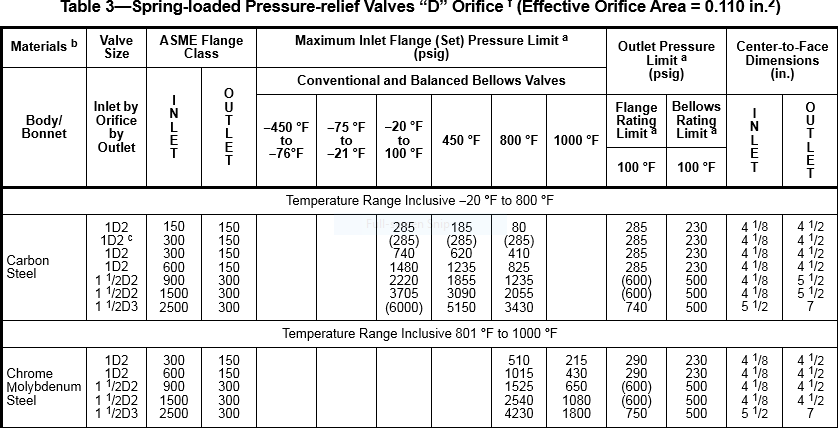 Table 3—Spring-loaded Pressure-relief Valves “D” Orifice f (Effective Orifice Area = 0.110 in.2)
Materials b | Valve Size | ASME Flange Class | Maximum Inlet Flange (Set) Pressure Limit a (psig) | Outlet Pressure Limit a (psig) | Center-to-Face Dimensions (in.)
Body/ Bonnet | Inlet by Orifice by Outlet | INLET | OUTLET | Conventional and Balanced Bellows Valves | Flange Rating Limit a | Bellows Rating Limit a | INLET | OUTLET
–450 °F to –76°F | –75 °F to –21 °F | –20 °F to 100 °F | 450 °F | 800 °F | 1000 °F | 100 °F | 100 °F
Temperature Range Inclusive –20 °F to 800 °F
Carbon Steel
1D2 150 150 285 185 80 285 230 4 1/8 4 1/2
1D2 c 300 150 (285) (285) (285) 285 230 4 1/8 4 1/2
1D2 300 150 740 620 410 285 230 4 1/8 4 1/2
1D2 600 150 1480 1235 825 285 230 4 1/8 4 1/2
1 1/2D2 900 300 2220 1855 1235 (600) 500 4 1/8 5 1/2
1 1/2D2 1500 300 3705 3090 2055 (600) 500 4 1/8 5 1/2
1 1/2D3 2500 300 (6000) 5150 3430 740 500 5 1/2 7
Temperature Range Inclusive 801 °F to 1000 °F
Chrome Molybdenum Steel
1D2 300 150 510 215 290 230 4 1/8 4 1/2
1D2 600 150 1015 430 290 230 4 1/8 4 1/2
1 1/2D2 900 300 1525 650 (600) 500 4 1/8 4 1/2
1 1/2D2 1500 300 2540 1080 (600) 500 4 1/8 4 1/2
1 1/2D3 2500 300 4230 1800 750 500 5 1/2 7